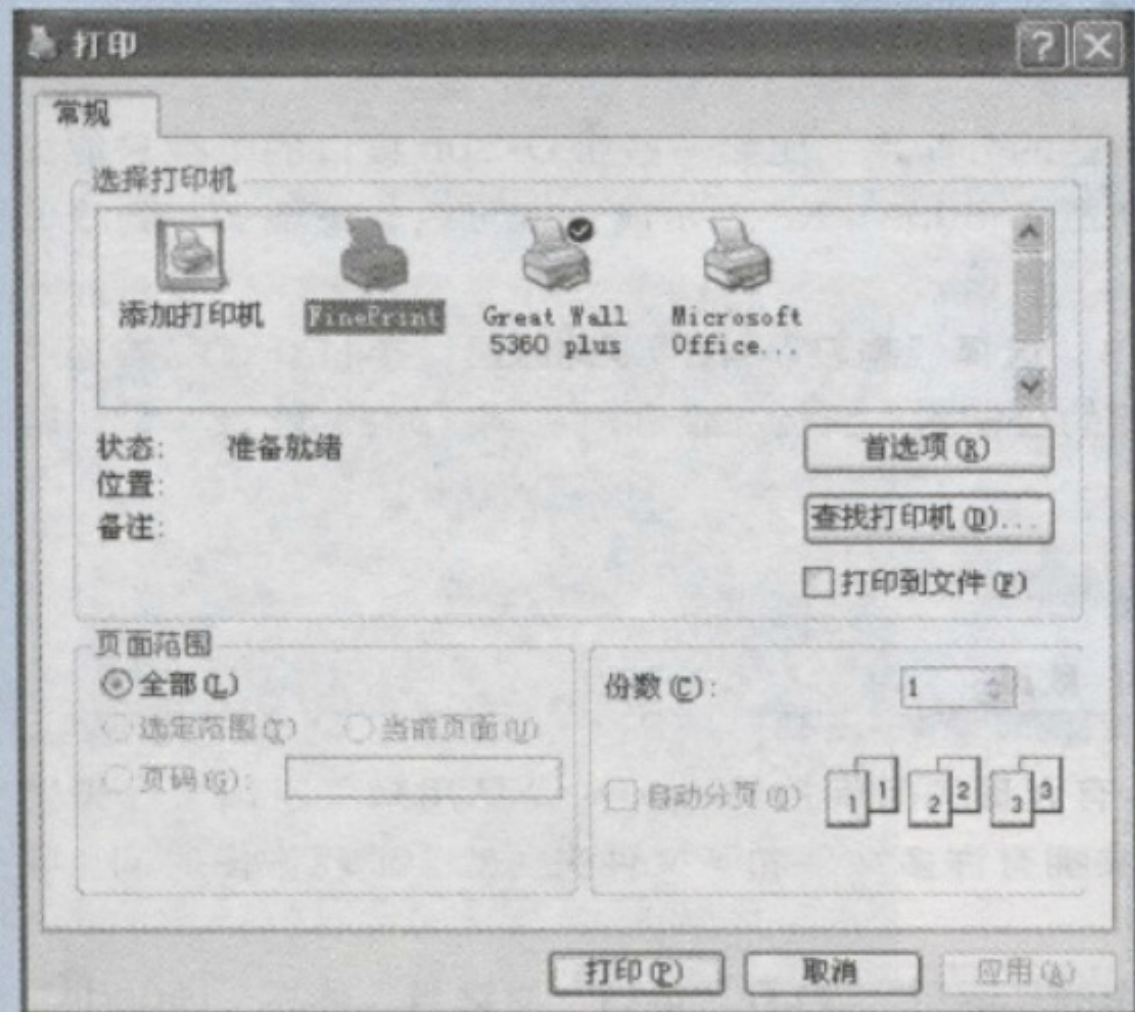 打印
常规
选择打印机
添加打印机
FinePrint
Great Wall
5360 plus
Microsoft
Office...
状态: 准备就绪
首选项(R)
位置:
查找打印机(D)...
备注:
打印到文件(F)
页面范围
全部(L)
份数(C): 1
选定范围(T) 当前页面(U)
页码(G):
自动分页(O)
1 1 2 2 3 3
打印(P) 取消 应用(A)